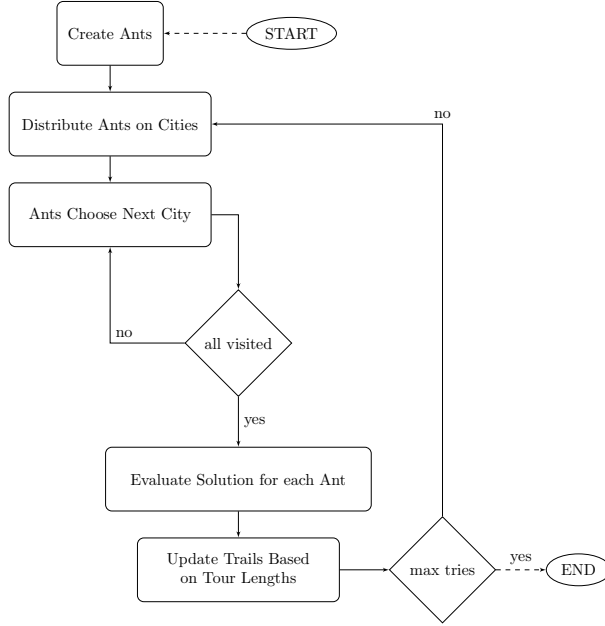 Create Ants
START
Distribute Ants on Cities
no
Ants Choose Next City
no
all visited
yes
Evaluate Solution for each Ant
Update Trails Based
on Tour Lengths
max tries
yes
END